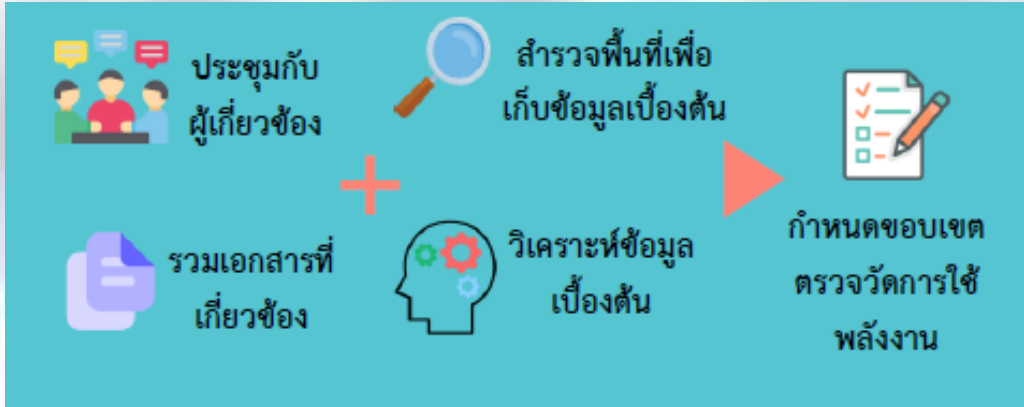 ประชุมกับ
ผู้เกี่ยวข้อง
สำรวจพื้นที่เพื่อ
เก็บข้อมูลเบื้องต้น
รวมเอกสารที่
เกี่ยวข้อง
วิเคราะห์ข้อมูล
เบื้องต้น
กำหนดขอบเขต
ตรวจวัดการใช้
พลังงาน